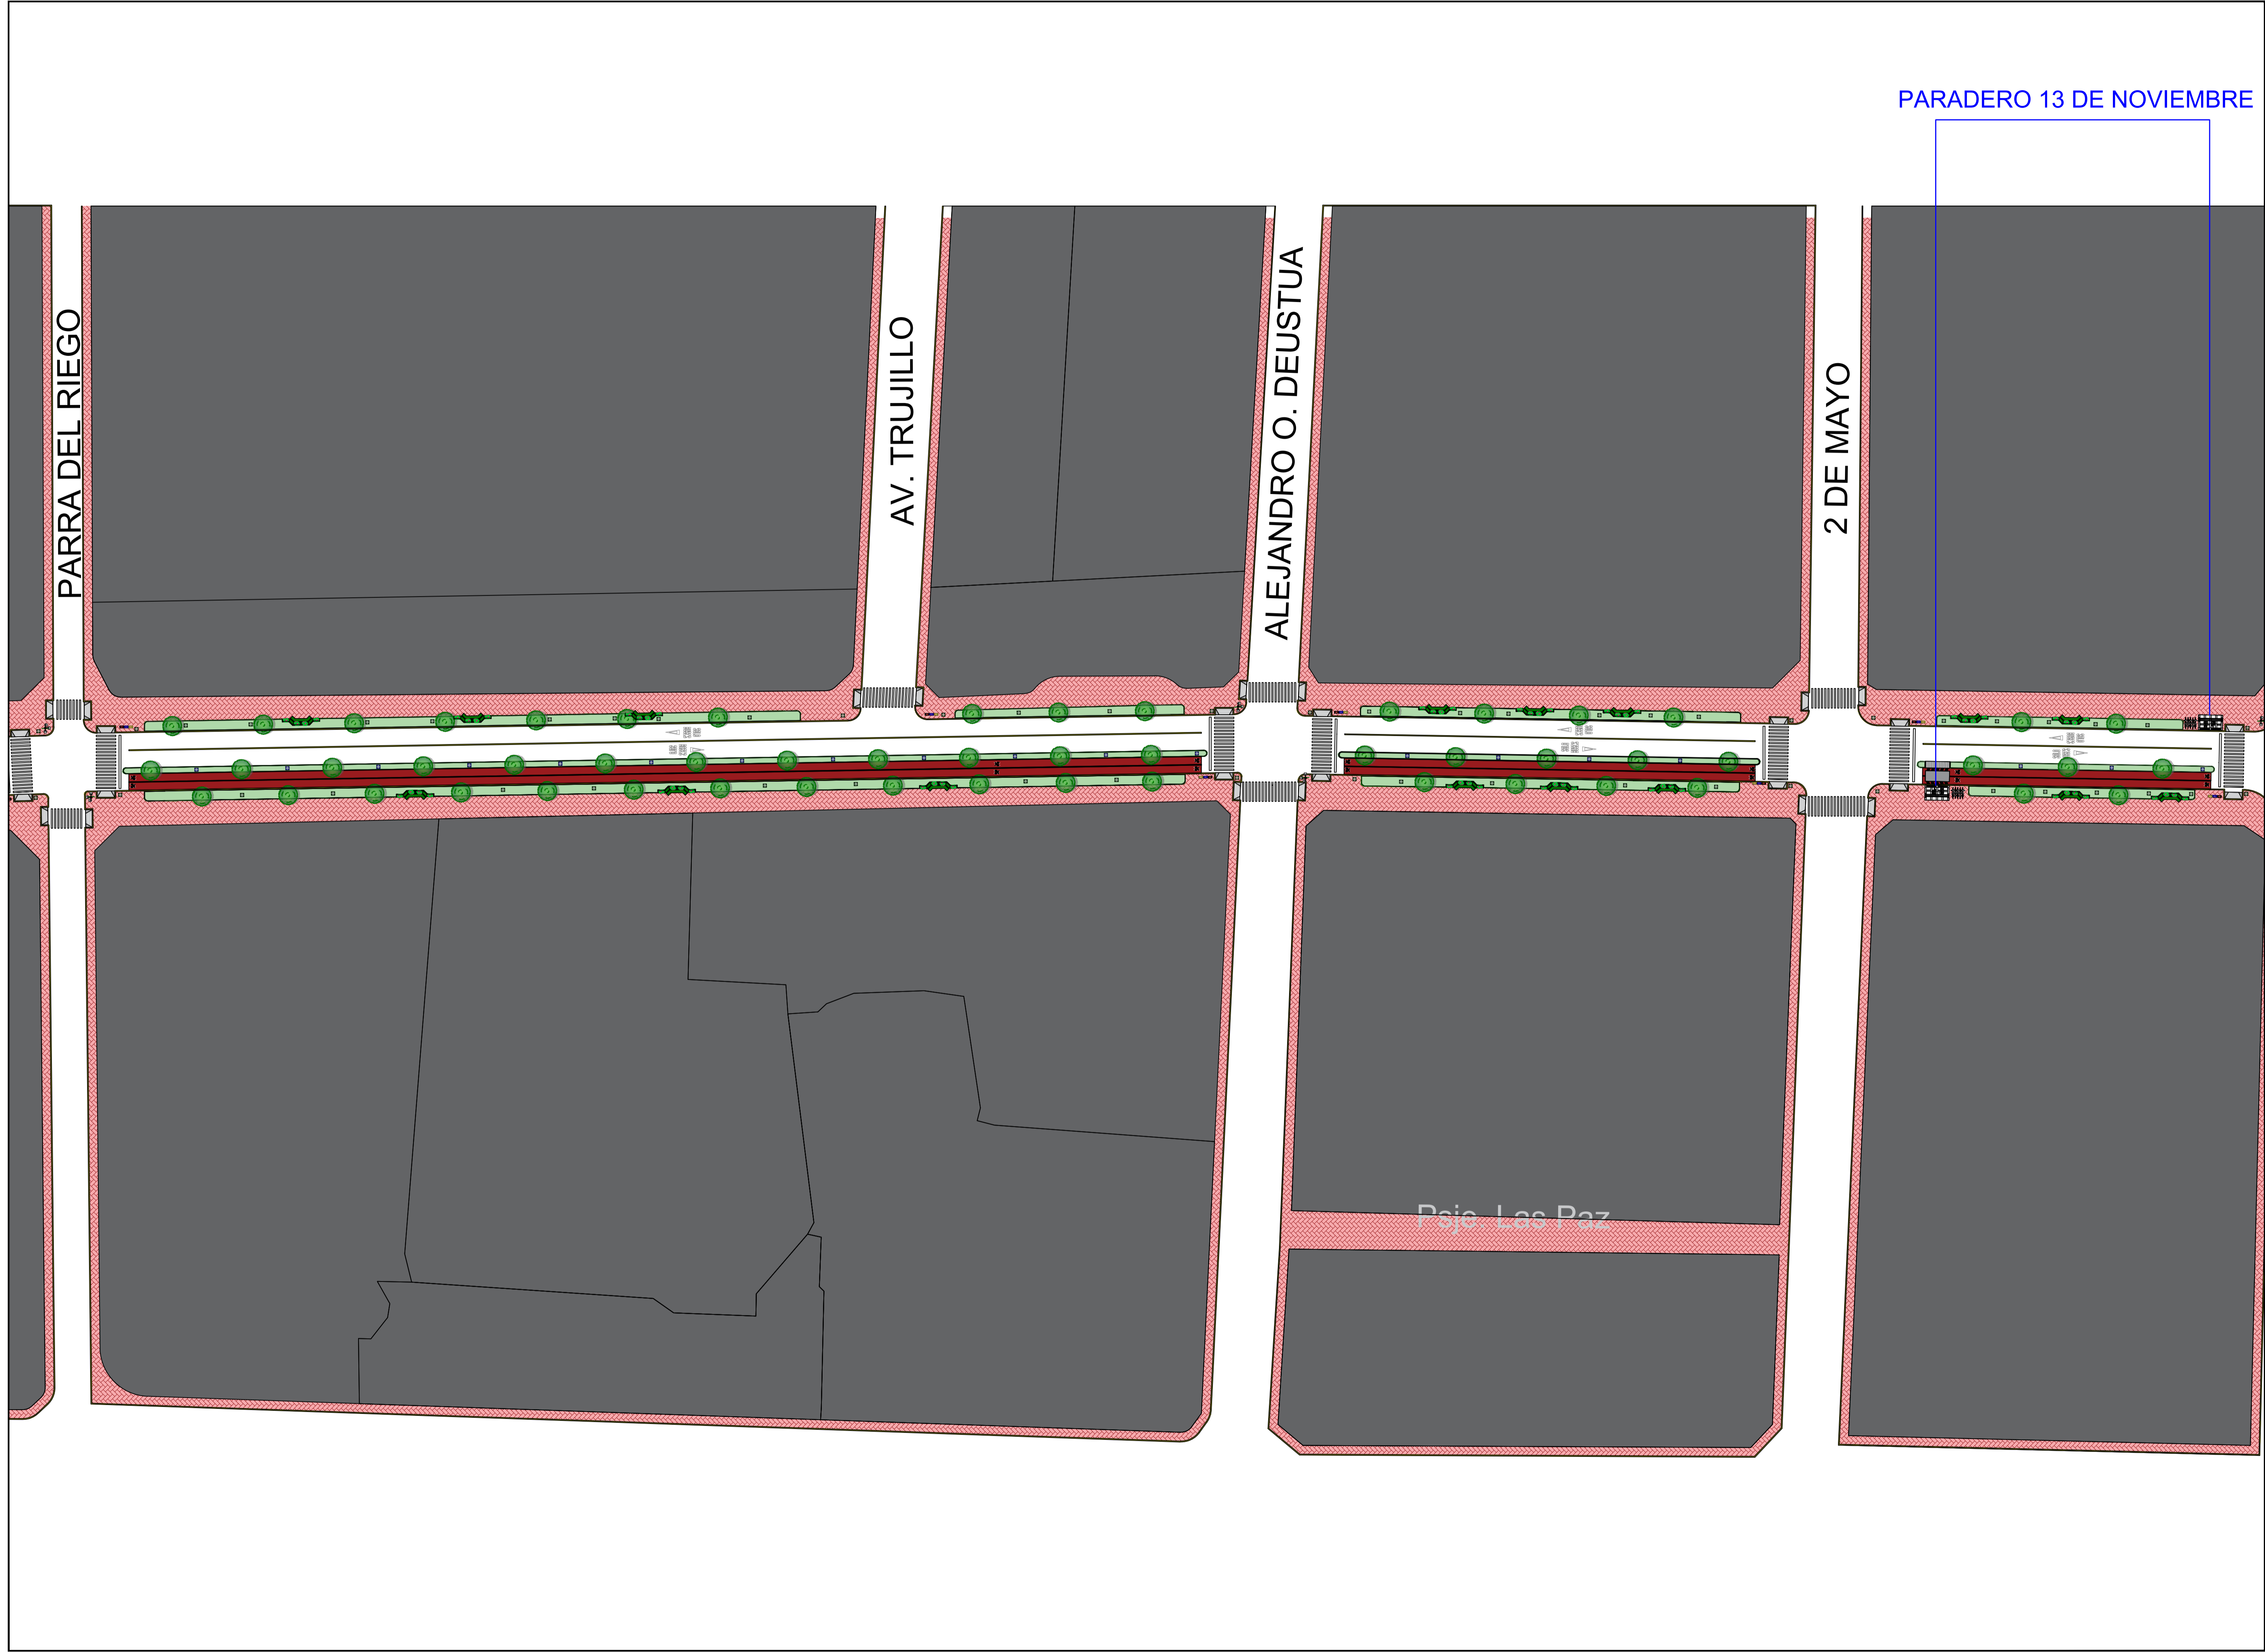 PARADERO 13 DE NOVIEMBRE
PARRA DEL RIEGO
AV. TRUJILLO
ALEJANDRO O. DEUSTUA
2 DE MAYO
Psje Las Paz